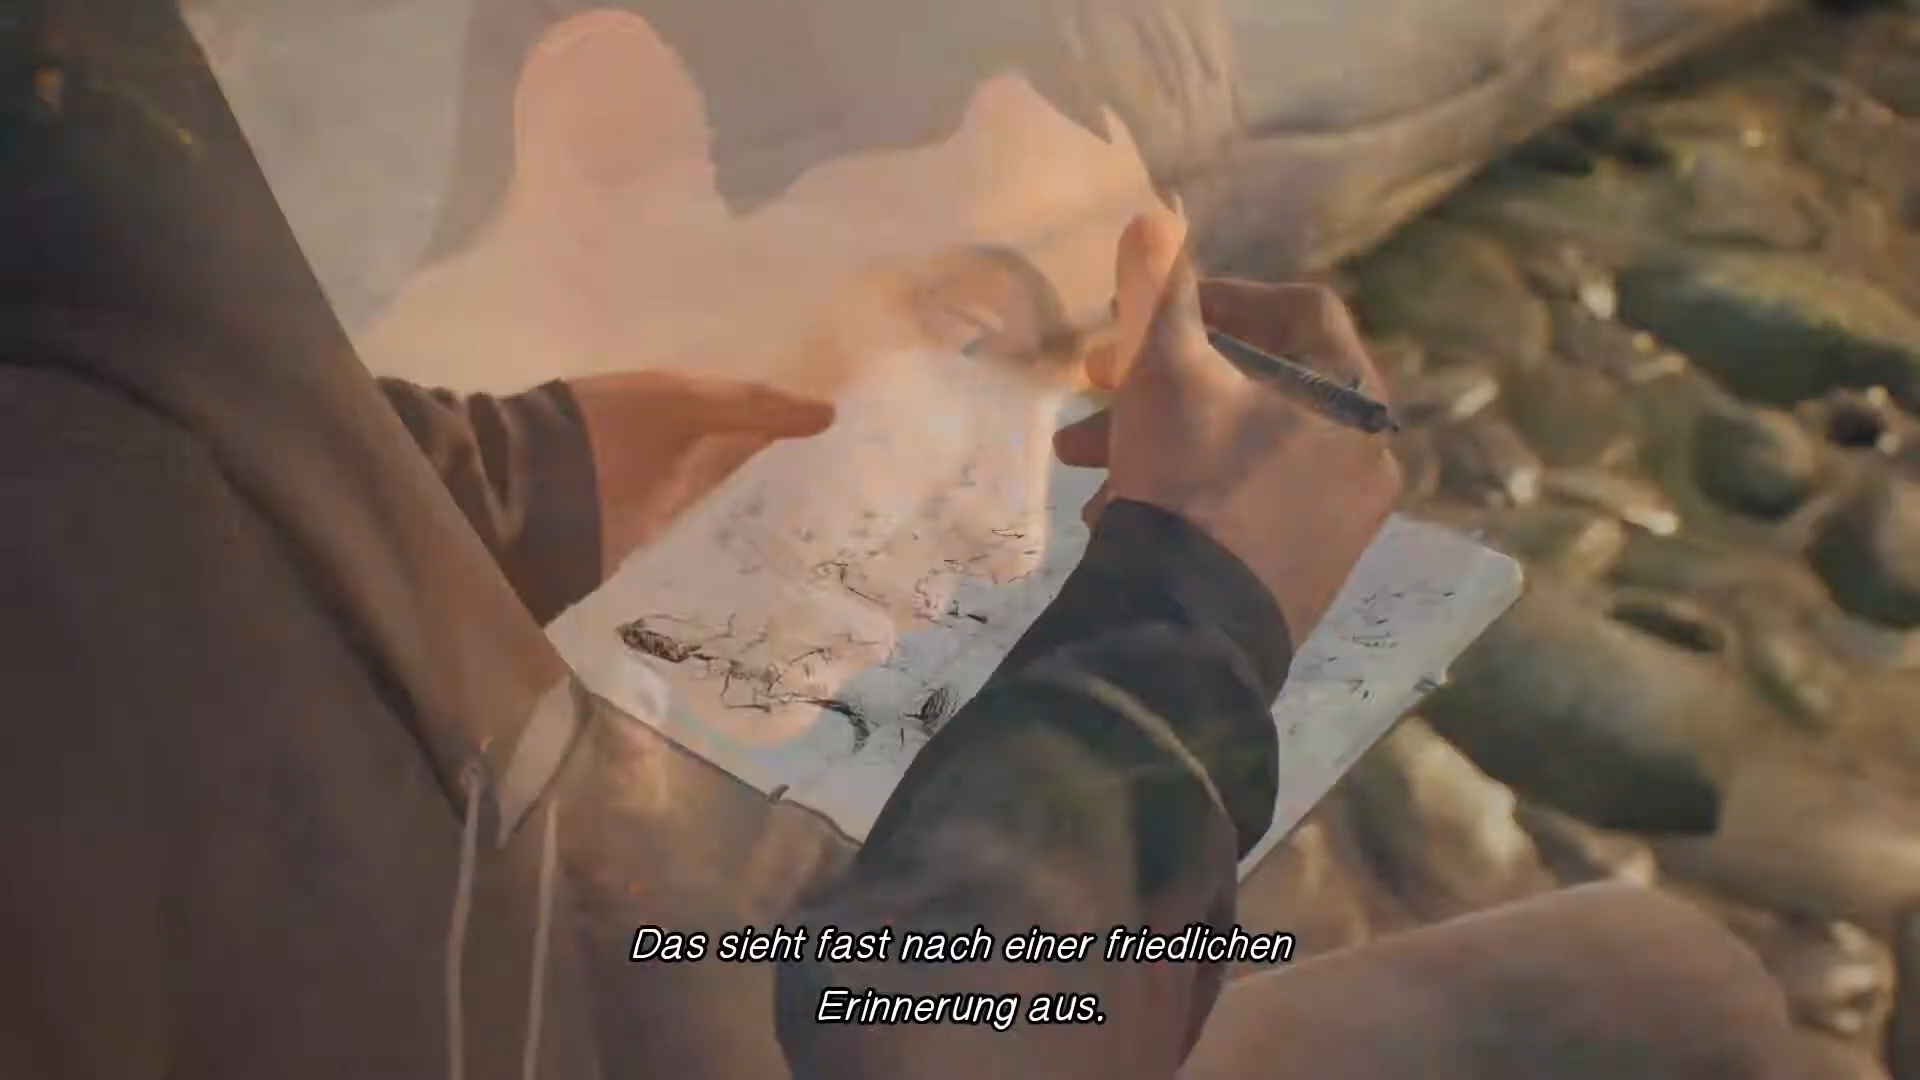 Das sieht fast nach einer friedlichen
Erinnerung aus.